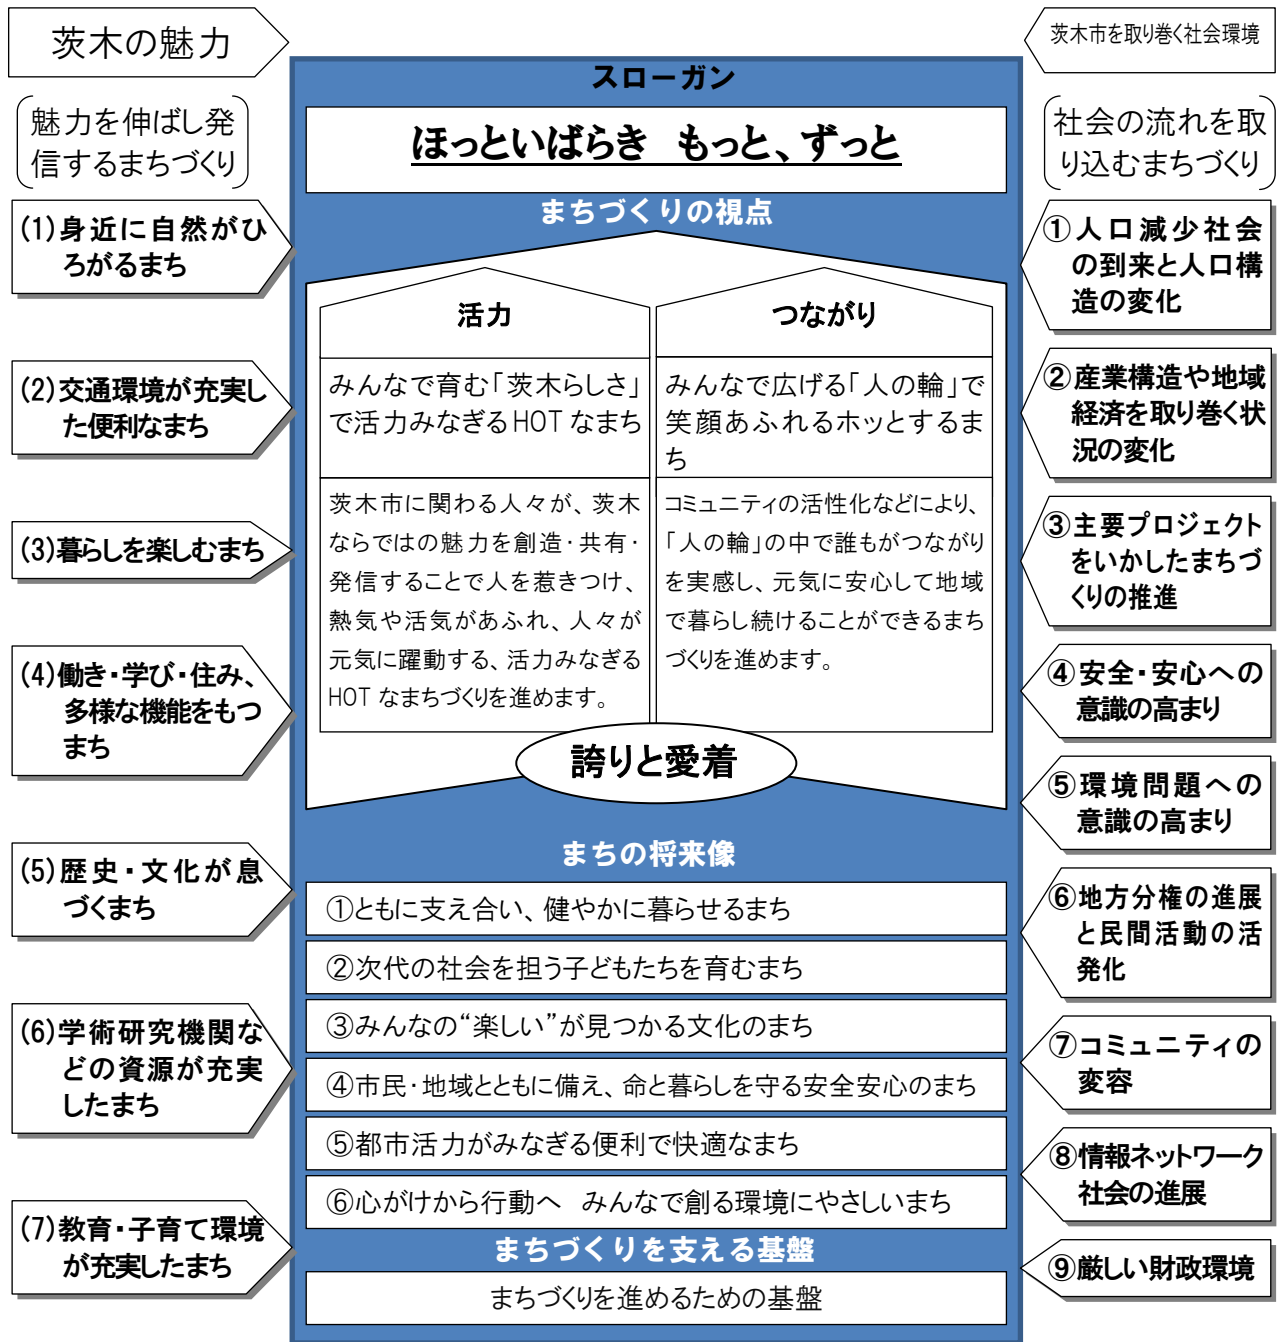 茨木の魅力
魅力を伸ばし発
信するまちづくり
(1)身近に自然がひ
ろがるまち
(2)交通環境が充実し
た便利なまち
(3)暮らしを楽しむまち
(4)働き・学び・住み、
多様な機能をもつ
まち
(5)歴史・文化が息
づくまち
(6)学術研究機関な
どの資源が充実
したまち
(7)教育・子育て環境
が充実したまち
スローガン
ほっといばらき もっと、ずっと
まちづくりの視点
活力
みんなで育む「茨木らしさ」
で活力みなぎるHOTなまち
茨木市に関わる人々が、茨木
ならではの魅力を創造・共有・
発信することで人を惹きつけ、
熱気や活気があふれ、人々が
元気に躍動する、活力みなぎる
HOTなまちづくりを進めます。
つながり
みんなで広げる「人の輪」で
笑顔あふれるホッとするま
ち
コミュニティの活性化などにより、
「人の輪」の中で誰もがつながり
を実感し、元気に安心して地域
で暮らし続けることができるまち
づくりを進めます。
誇りと愛着
まちの将来像
①ともに支え合い、健やかに暮らせるまち
②次代の社会を担う子どもたちを育むまち
③みんなの“楽しい”が見つかる文化のまち
④市民・地域とともに備え、命と暮らしを守る安全安心のまち
⑤都市活力がみなぎる便利で快適なまち
⑥心がけから行動へ みんなで創る環境にやさしいまち
まちづくりを支える基盤
まちづくりを進めるための基盤
茨木市を取り巻く社会環境
社会の流れを取
り込むまちづくり
①人口減少社会
の到来と人口構
造の変化
②産業構造や地域
経済を取り巻く状
況の変化
③主要プロジェクト
をいかしたまちづ
くりの推進
④安全・安心への
意識の高まり
⑤環境問題への
意識の高まり
⑥地方分権の進展
と民間活動の活
発化
⑦コミュニティの
変容
⑧情報ネットワーク
社会の進展
⑨厳しい財政環境